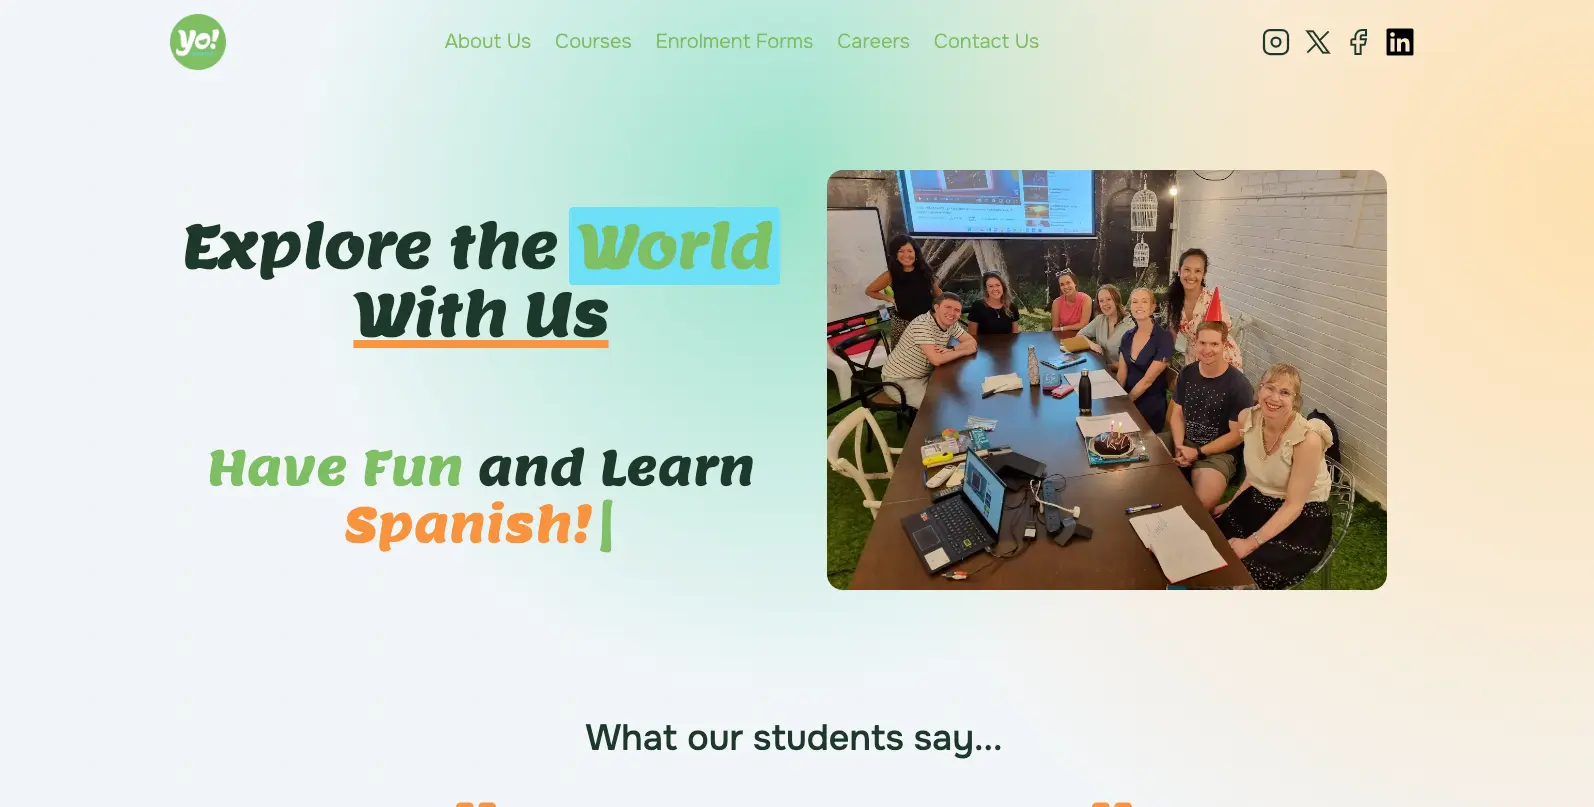 yo!
About Us
Courses
Enrolment Forms
Careers
Contact Us
Explore the World
With Us
Have Fun and Learn
Spanish!
What our students say...